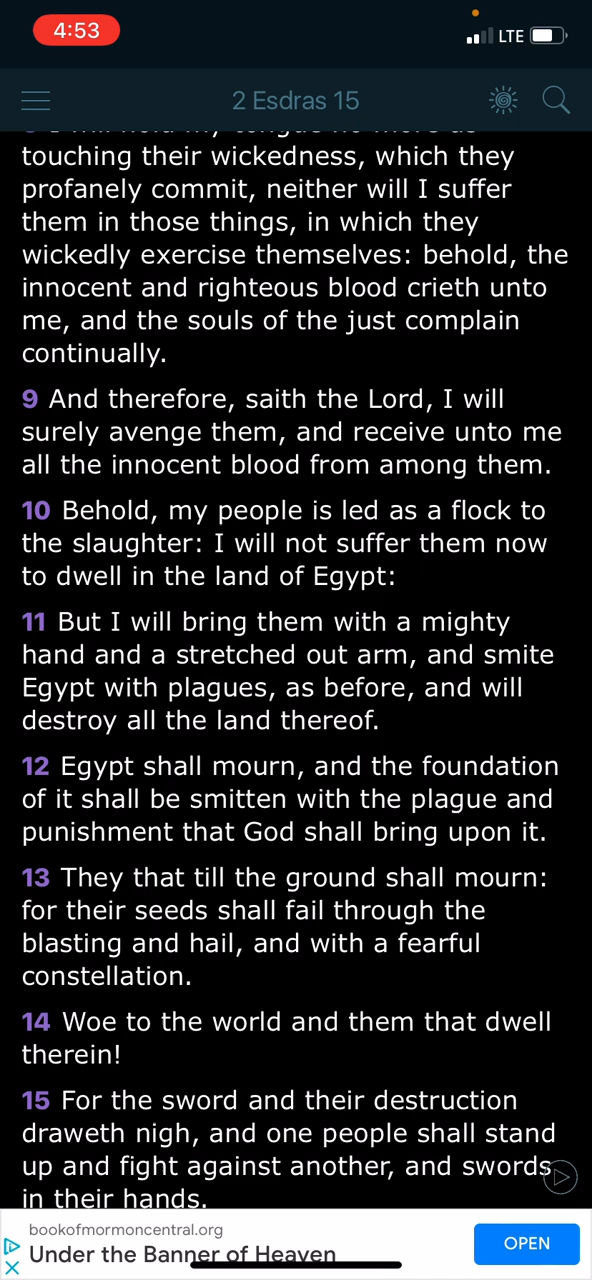 4:53
LTE
2 Esdras 15
touching their wickedness, which they
profanely commit, neither will I suffer
them in those things, in which they
wickedly exercise themselves: behold, the
innocent and righteous blood crieth unto
me, and the souls of the just complain
continually.
9 And therefore, saith the Lord, I will
surely avenge them, and receive unto me
all the innocent blood from among them.
10 Behold, my people is led as a flock to
the slaughter: I will not suffer them now
to dwell in the land of Egypt:
11 But I will bring them with a mighty
hand and a stretched out arm, and smite
Egypt with plagues, as before, and will
destroy all the land thereof.
12 Egypt shall mourn, and the foundation
of it shall be smitten with the plague and
punishment that God shall bring upon it.
13 They that till the ground shall mourn:
for their seeds shall fail through the
blasting and hail, and with a fearful
constellation.
14 Woe to the world and them that dwell
therein!
15 For the sword and their destruction
draweth nigh, and one people shall stand
up and fight against another, and swords
in their hands.
bookofmormoncentral.org
Under the Banner of Heaven
OPEN